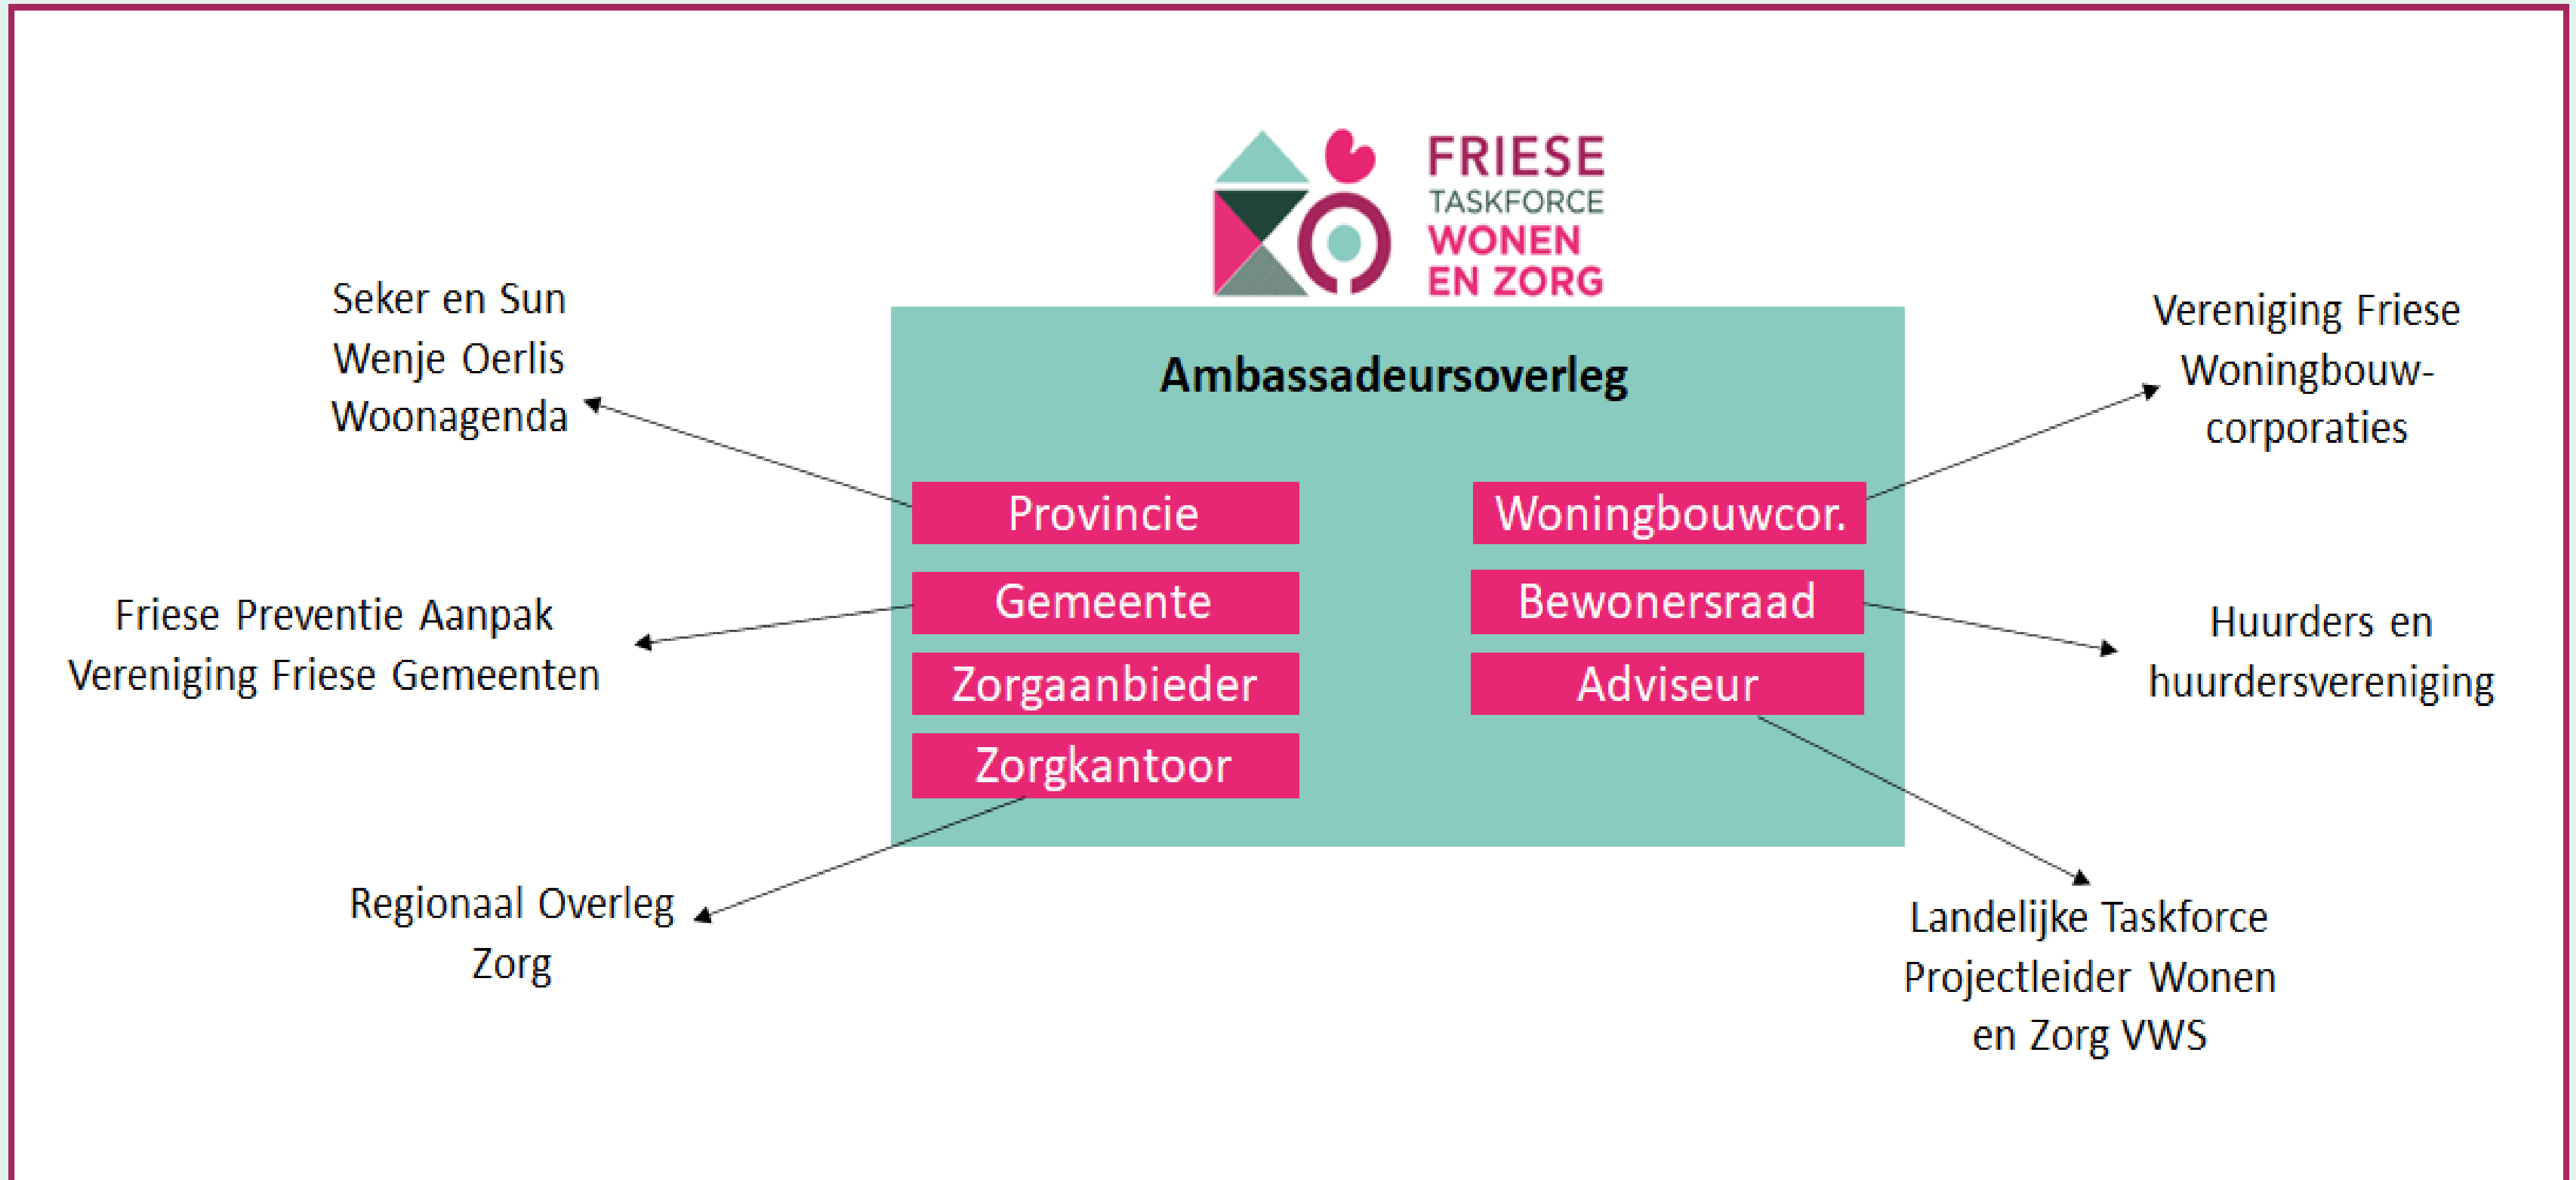 FRIESE
TASKFORCE
WONEN
EN ZORG
Ambassadeursoverleg
Seker en Sun
Wenje Oerlis
Woonagenda
Friese Preventie Aanpak
Vereniging Friese Gemeenten
Regionaal Overleg
Zorg
Provincie
Gemeente
Zorgaanbieder
Zorgkantoor
Woningbouwcor.
Bewonersraad
Adviseur
Vereniging Friese
Woningbouw-
corporaties
Huurders en
huurdersvereniging
Landelijke Taskforce
Projectleider Wonen
en Zorg VWS